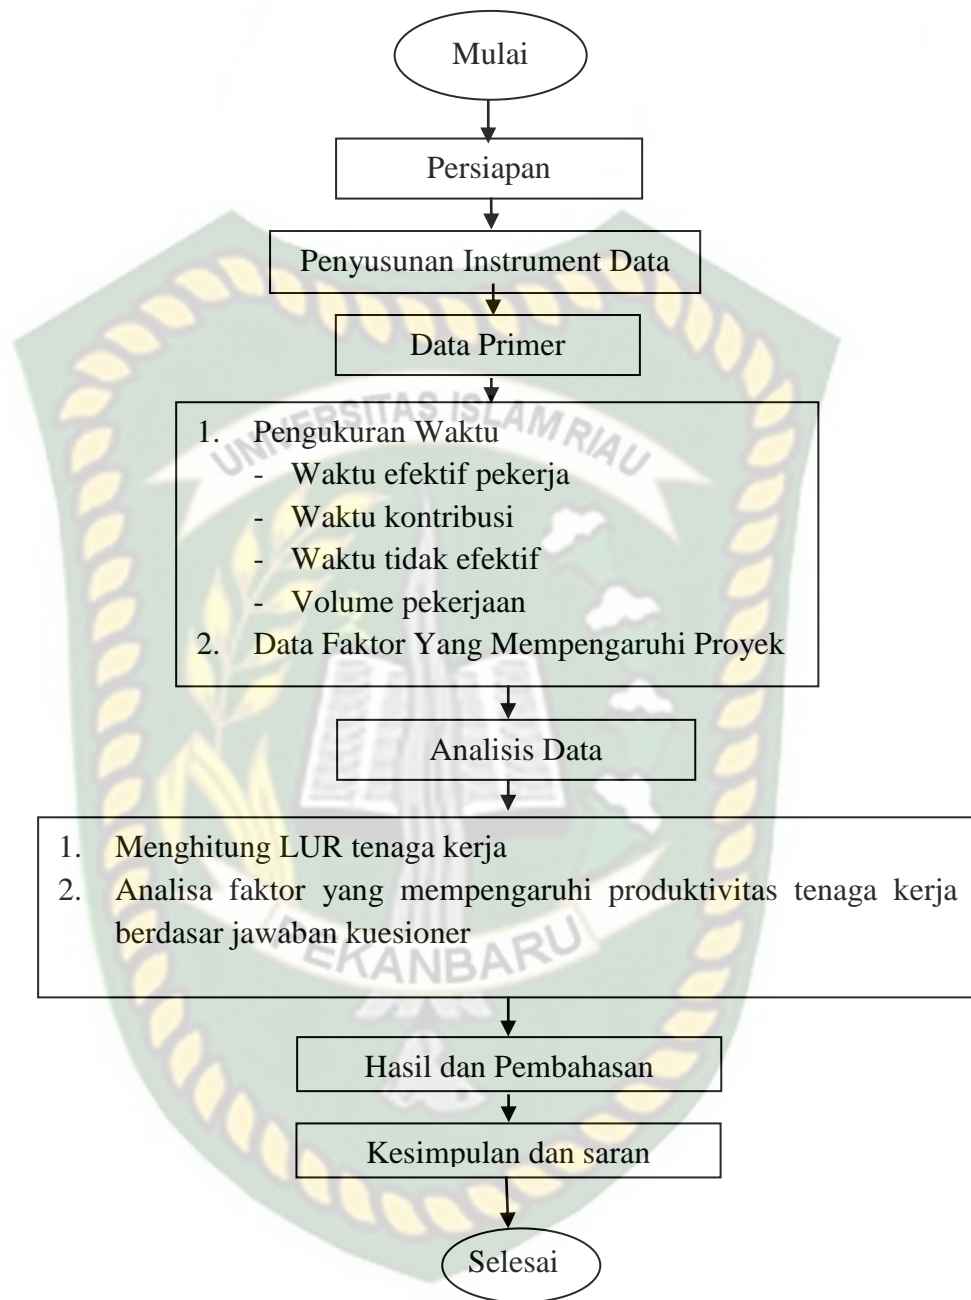 Mulai
Persiapan
Penyusunan Instrument Data
Data Primer
1. Pengukuran Waktu
- Waktu efektif pekerja
- Waktu kontribusi
- Waktu tidak efektif
- Volume pekerjaan
2. Data Faktor Yang Mempengaruhi Proyek
UNIVERSITAS ISLAM RIAU
Analisis Data
1. Menghitung LUR tenaga kerja
2. Analisa faktor yang mempengaruhi produktivitas tenaga kerja
berdasar jawaban kuesioner
PEKANBARU
Hasil dan Pembahasan
Kesimpulan dan saran
Selesai